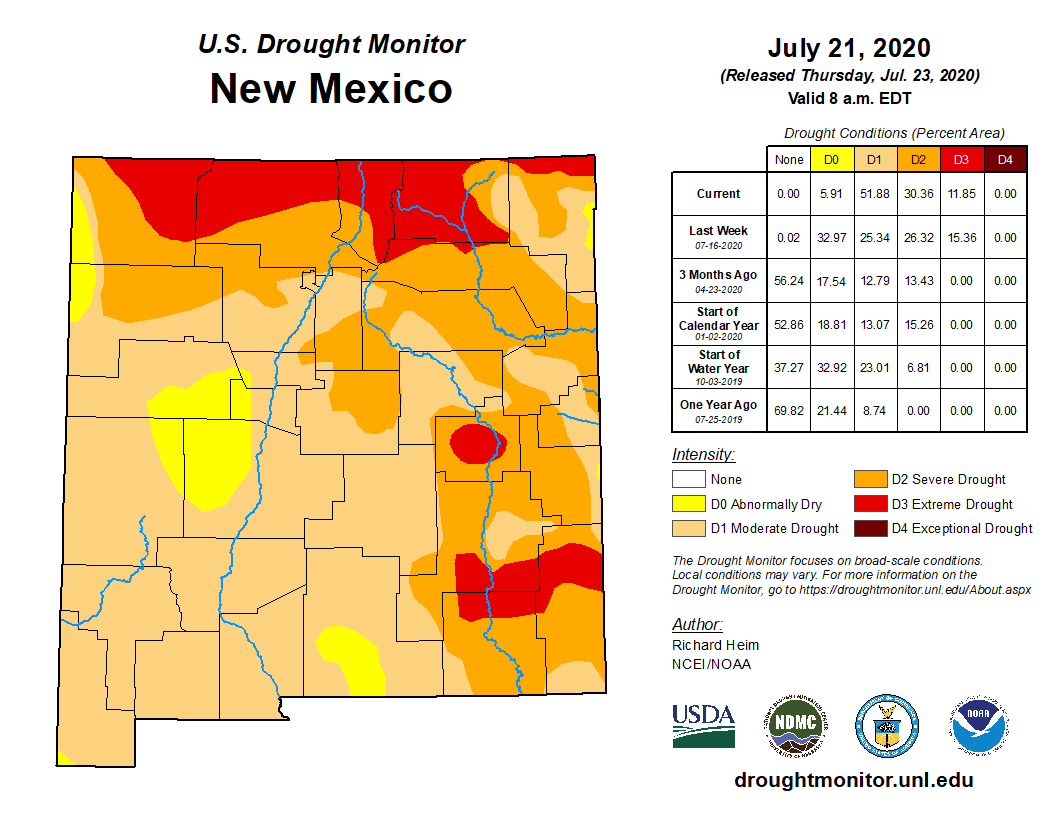 U.S. Drought Monitor
New Mexico
July 21, 2020
(Released Thursday, Jul. 23, 2020)
Valid 8 a.m. EDT
Drought Conditions (Percent Area)
None D0 D1 D2 D3 D4
Current 0.00 5.91 51.88 30.36 11.85 0.00
Last Week 0.02 32.97 25.34 26.32 15.36 0.00
07-16-2020
3 Months Ago 56.24 17.54 12.79 13.43 0.00 0.00
04-23-2020
Start of
Calendar Year 52.86 18.81 13.07 15.26 0.00 0.00
01-02-2020
Start of
Water Year 37.27 32.92 23.01 6.81 0.00 0.00
10-03-2019
One Year Ago 69.82 21.44 8.74 0.00 0.00 0.00
07-25-2019
Intensity:
None
D0 Abnormally Dry
D1 Moderate Drought
D2 Severe Drought
D3 Extreme Drought
D4 Exceptional Drought
The Drought Monitor focuses on broad-scale conditions.
Local conditions may vary. For more information on the
Drought Monitor, go to https://droughtmonitor.unl.edu/About.aspx
Author:
Richard Heim
NCEI/NOAA
USDA
NDMC
NOAA
droughtmonitor.unl.edu